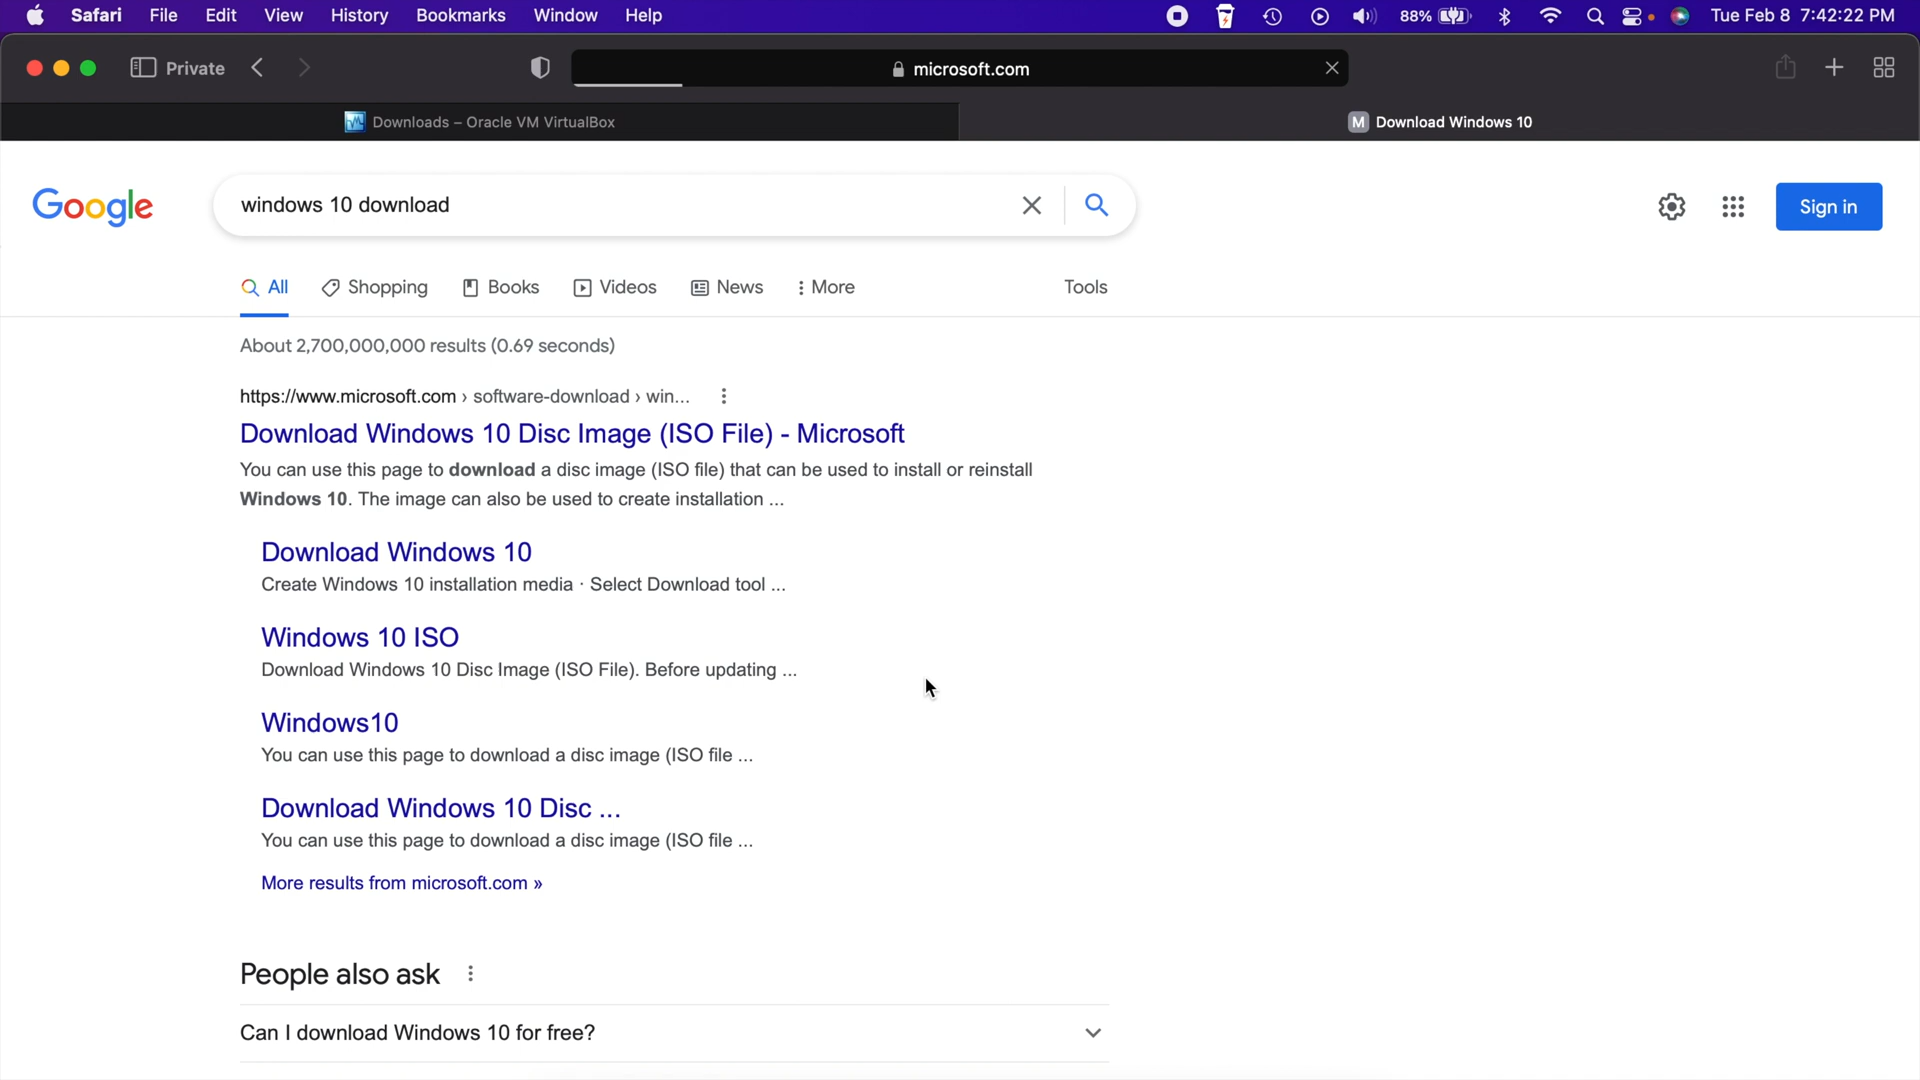 Safari File Edit View History Bookmarks Window Help 88% Tue Feb 8 7:42:22 PM
Private microsoft.com
Downloads – Oracle VM VirtualBox M Download Windows 10
Google windows 10 download Sign in
All Shopping Books Videos News More Tools
About 2,700,000,000 results (0.69 seconds)
https://www.microsoft.com › software-download › win...
Download Windows 10 Disc Image (ISO File) - Microsoft
You can use this page to download a disc image (ISO file) that can be used to install or reinstall
Windows 10. The image can also be used to create installation ...
Download Windows 10
Create Windows 10 installation media · Select Download tool ...
Windows 10 ISO
Download Windows 10 Disc Image (ISO File). Before updating ...
Windows10
You can use this page to download a disc image (ISO file ...
Download Windows 10 Disc ...
You can use this page to download a disc image (ISO file ...
More results from microsoft.com »
People also ask
Can I download Windows 10 for free?